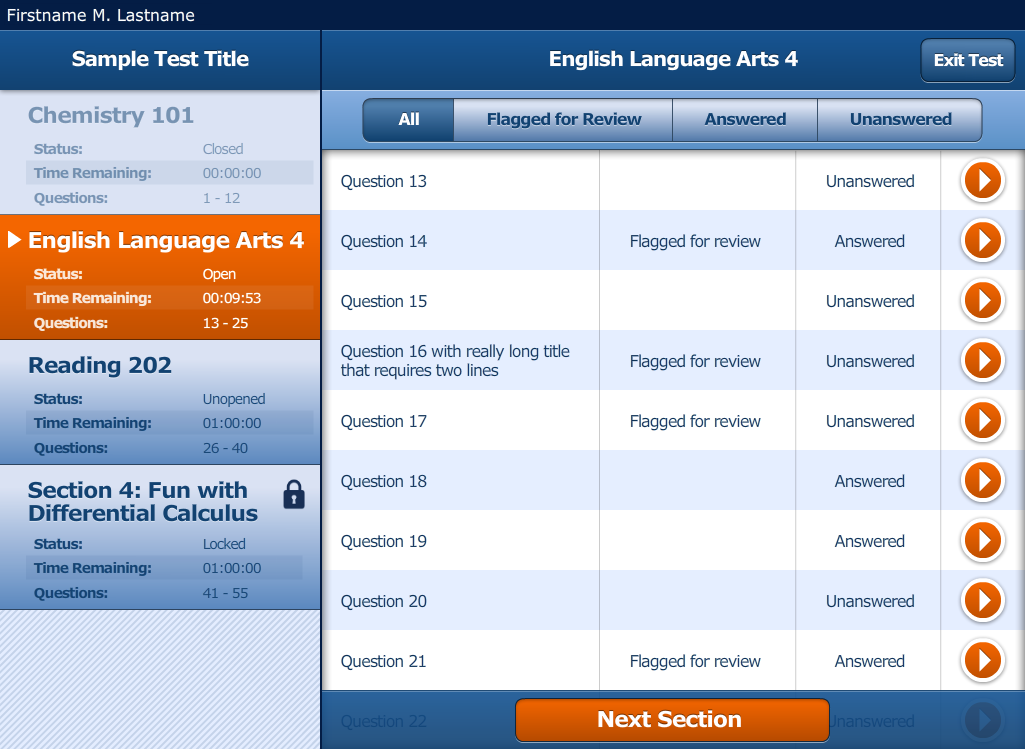 Firstname M. Lastname
Sample Test Title
English Language Arts 4
Exit Test
Chemistry 101
Status: Closed
Time Remaining: 00:00:00
Questions: 1 - 12
English Language Arts 4
Status: Open
Time Remaining: 00:09:53
Questions: 13 - 25
Reading 202
Status: Unopened
Time Remaining: 01:00:00
Questions: 26 - 40
Section 4: Fun with
Differential Calculus
Status: Locked
Time Remaining: 01:00:00
Questions: 41 - 55
All Flagged for Review Answered Unanswered
Question 13 Unanswered
Question 14 Flagged for review Answered
Question 15 Unanswered
Question 16 with really long title
that requires two lines Flagged for review Unanswered
Question 17 Flagged for review Unanswered
Question 18 Answered
Question 19 Answered
Question 20 Unanswered
Question 21 Flagged for review Answered
Question 22 Unanswered
Next Section